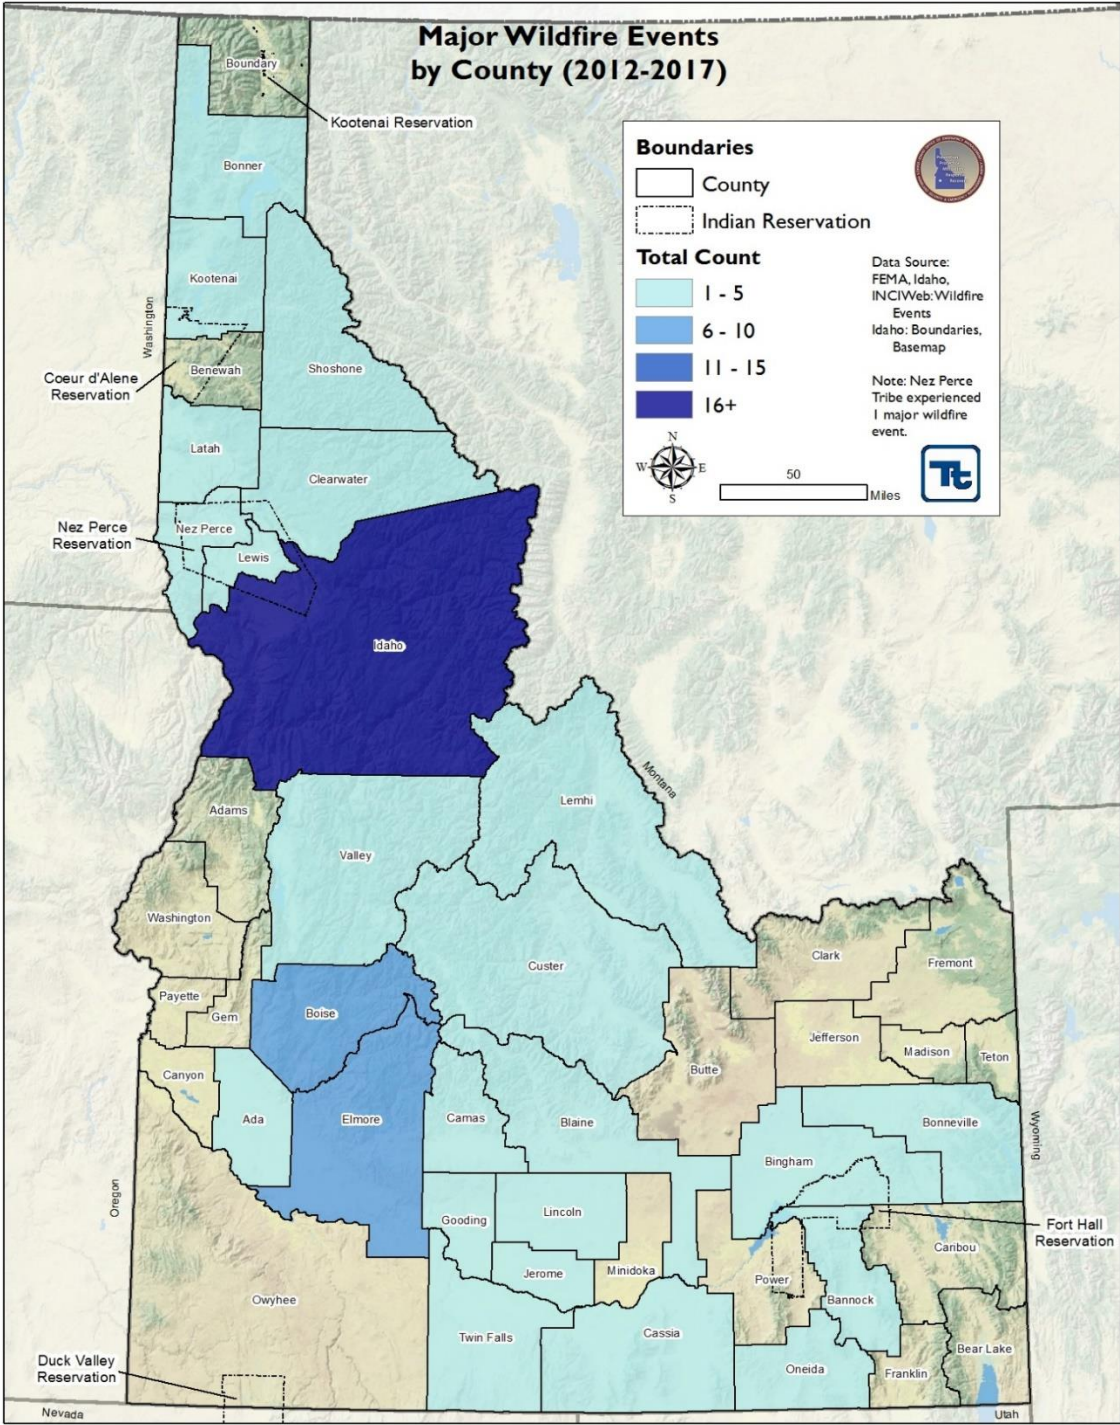 Major Wildfire Events
by County (2012-2017)
Boundary
Kootenai Reservation
Boundaries
County
Indian Reservation
Total Count
1 - 5
6 - 10
11 - 15
16+
Data Source:
FEMA, Idaho,
INCIWeb: Wildfire
Events
Idaho: Boundaries,
Basemap
Note: Nez Perce
Tribe experienced
1 major wildfire
event.
N
W
E
S
50
Miles
Tt
Bonner
Kootenai
Washington
Benewah
Shoshone
Coeur d'Alene
Reservation
Latah
Clearwater
Nez Perce
Nez Perce
Reservation
Lewis
Idaho
Montana
Lemhi
Adams
Valley
Washington
Clark
Fremont
Custer
Payette
Gem
Boise
Jefferson
Madison
Teton
Butte
Canyon
Ada
Elmore
Camas
Blaine
Bonneville
Wyoming
Bingham
Oregon
Gooding
Lincoln
Fort Hall
Reservation
Caribou
Jerome
Minidoka
Power
Owyhee
Bannock
Twin Falls
Cassia
Bear Lake
Oneida
Franklin
Duck Valley
Reservation
Nevada
Utah